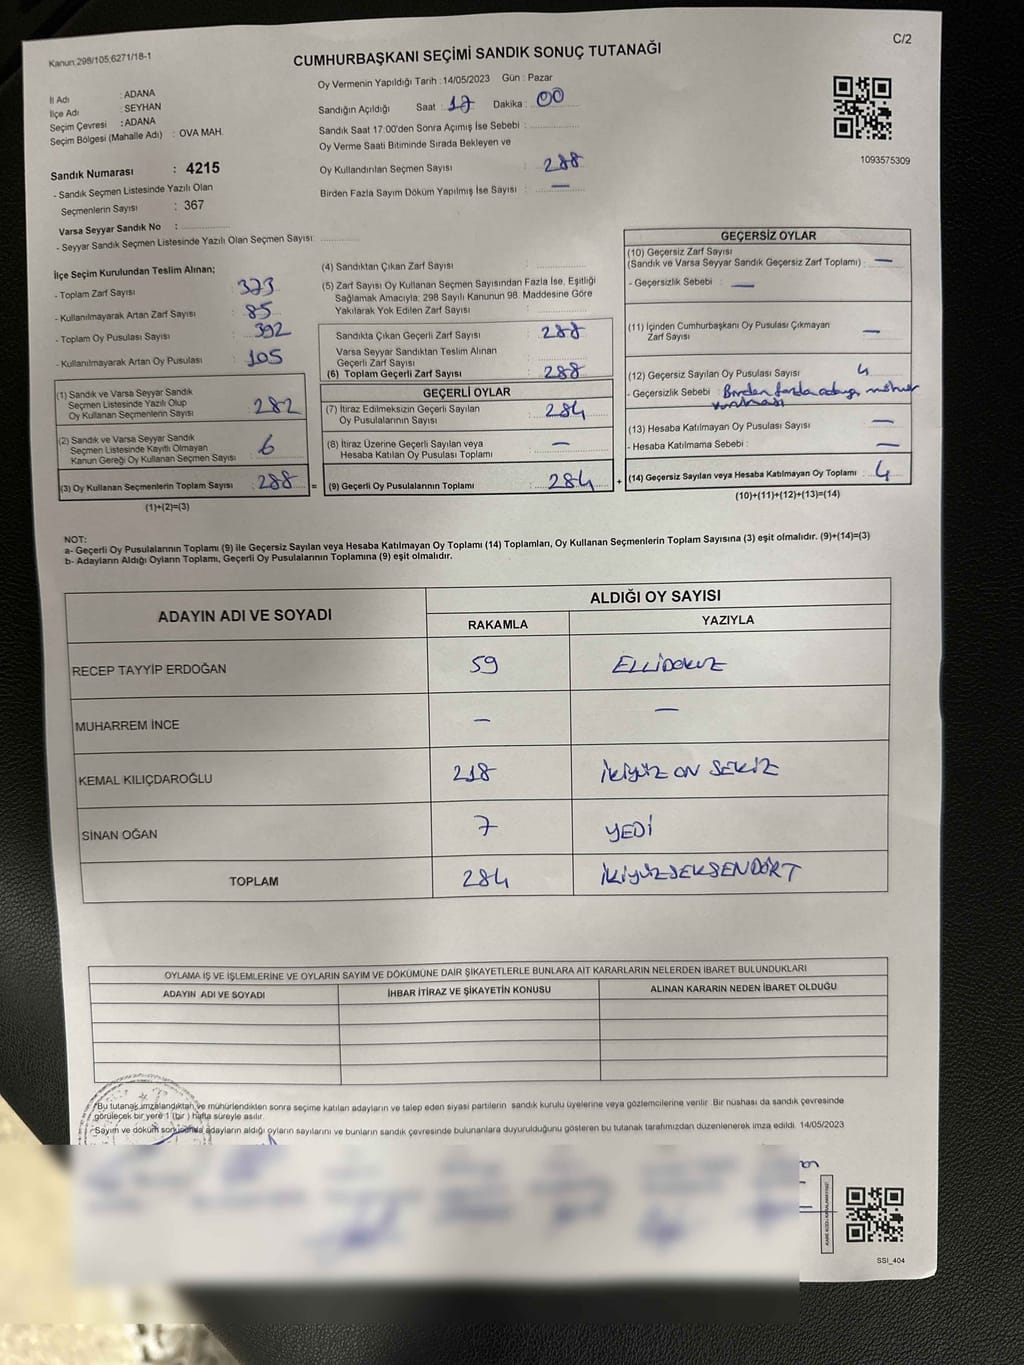 Kanun:298/105,6271/18-1
C/2
CUMHURBAŞKANI SEÇİMİ SANDIK SONUÇ TUTANAĞI
İl Adı : ADANA
İlçe Adı : SEYHAN
Seçim Çevresi : ADANA
Seçim Bölgesi (Mahalle Adı) : OVA MAH.
Sandık Numarası : 4215
- Sandık Seçmen Listesinde Yazılı Olan
Seçmenlerin Sayısı : 367
Varsa Seyyar Sandık No :
- Seyyar Sandık Seçmen Listesinde Yazılı Olan Seçmen Sayısı:
Oy Vermenin Yapıldığı Tarih : 14/05/2023 Gün : Pazar
Sandığın Açıldığı Saat : 17 Dakika : 00
Sandık Saat 17:00'den Sonra Açımış İse Sebebi :
Oy Verme Saati Bitiminde Sırada Bekleyen ve
Oy Kullandırılan Seçmen Sayısı : 288
Birden Fazla Sayım Döküm Yapılmış İse Sayısı : —
1093575309
İlçe Seçim Kurulundan Teslim Alınan;
- Toplam Zarf Sayısı : 373
- Kullanılmayarak Artan Zarf Sayısı : 85
- Toplam Oy Pusulası Sayısı : 392
- Kullanılmayarak Artan Oy Pusulası : 105
(1) Sandık ve Varsa Seyyar Sandık
Seçmen Listesinde Yazılı Olup
Oy Kullanan Seçmenlerin Sayısı : 282
(2) Sandık ve Varsa Seyyar Sandık
Seçmen Listesinde Kayıtlı Olmayan
Kanun Gereği Oy Kullanan Seçmen Sayısı : 6
(3) Oy Kullanan Seçmenlerin Toplam Sayısı : 288 =
(1)+(2)=(3)
(4) Sandıktan Çıkan Zarf Sayısı :
(5) Zarf Sayısı Oy Kullanan Seçmen Sayısından Fazla İse, Eşitliği
Sağlamak Amacıyla; 298 Sayılı Kanunun 98. Maddesine Göre
Yakılarak Yok Edilen Zarf Sayısı :
Sandıkta Çıkan Geçerli Zarf Sayısı : 288
Varsa Seyyar Sandıktan Teslim Alınan
Geçerli Zarf Sayısı :
(6) Toplam Geçerli Zarf Sayısı : 288
GEÇERLİ OYLAR
(7) İtiraz Edilmeksizin Geçerli Sayılan
Oy Pusulalarının Sayısı : 284
(8) İtiraz Üzerine Geçerli Sayılan veya
Hesaba Katılan Oy Pusulası Toplamı : —
(9) Geçerli Oy Pusulalarının Toplamı : 284 +
GEÇERSİZ OYLAR
(10) Geçersiz Zarf Sayısı
(Sandık ve Varsa Seyyar Sandık Geçersiz Zarf Toplamı) : —
- Geçersizlik Sebebi : —
(11) İçinden Cumhurbaşkanı Oy Pusulası Çıkmayan
Zarf Sayısı : —
(12) Geçersiz Sayılan Oy Pusulası Sayısı : 4
- Geçersizlik Sebebi : Birden fazla adaya mühür
vurulması
(13) Hesaba Katılmayan Oy Pusulası Sayısı : —
- Hesaba Katılmama Sebebi : —
(14) Geçersiz Sayılan veya Hesaba Katılmayan Oy Toplamı : 4
(10)+(11)+(12)+(13)=(14)
NOT:
a- Geçerli Oy Pusulalarının Toplamı (9) ile Geçersiz Sayılan veya Hesaba Katılmayan Oy Toplamı (14) Toplamları, Oy Kullanan Seçmenlerin Toplam Sayısına (3) eşit olmalıdır. (9)+(14)=(3)
b- Adayların Aldığı Oyların Toplamı, Geçerli Oy Pusulalarının Toplamına (9) eşit olmalıdır.
ADAYIN ADI VE SOYADI
ALDIĞI OY SAYISI
RAKAMLA YAZIYLA
RECEP TAYYİP ERDOĞAN 59 ELLİDOKUZ
MUHARREM İNCE — —
KEMAL KILIÇDAROĞLU 218 İKİYÜZ ON SEKİZ
SİNAN OĞAN 7 YEDİ
TOPLAM 284 İKİYÜZSEKSENDÖRT
OYLAMA İŞ VE İŞLEMLERİNE VE OYLARIN SAYIM VE DÖKÜMÜNE DAİR ŞİKAYETLERLE BUNLARA AİT KARARLARIN NELERDEN İBARET BULUNDUKLARI
ADAYIN ADI VE SOYADI İHBAR İTİRAZ VE ŞİKAYETİN KONUSU ALINAN KARARIN NEDEN İBARET OLDUĞU
Bu tutanak imzalandıktan ve mühürlendikten sonra seçime katılan adayların ve talep eden siyasi partilerin sandık kurulu üyelerine veya gözlemcilerine verilir. Bir nüshası da sandık çevresinde
görülecek bir yere 1 (bir) hafta süreyle asılır.
Sayım ve döküm sonucunda adayların aldığı oyların sayılarını ve bunların sandık çevresinde bulunanlara duyurulduğunu gösteren bu tutanak tarafımızdan düzenlenerek imza edildi. 14/05/2023
SSI_404